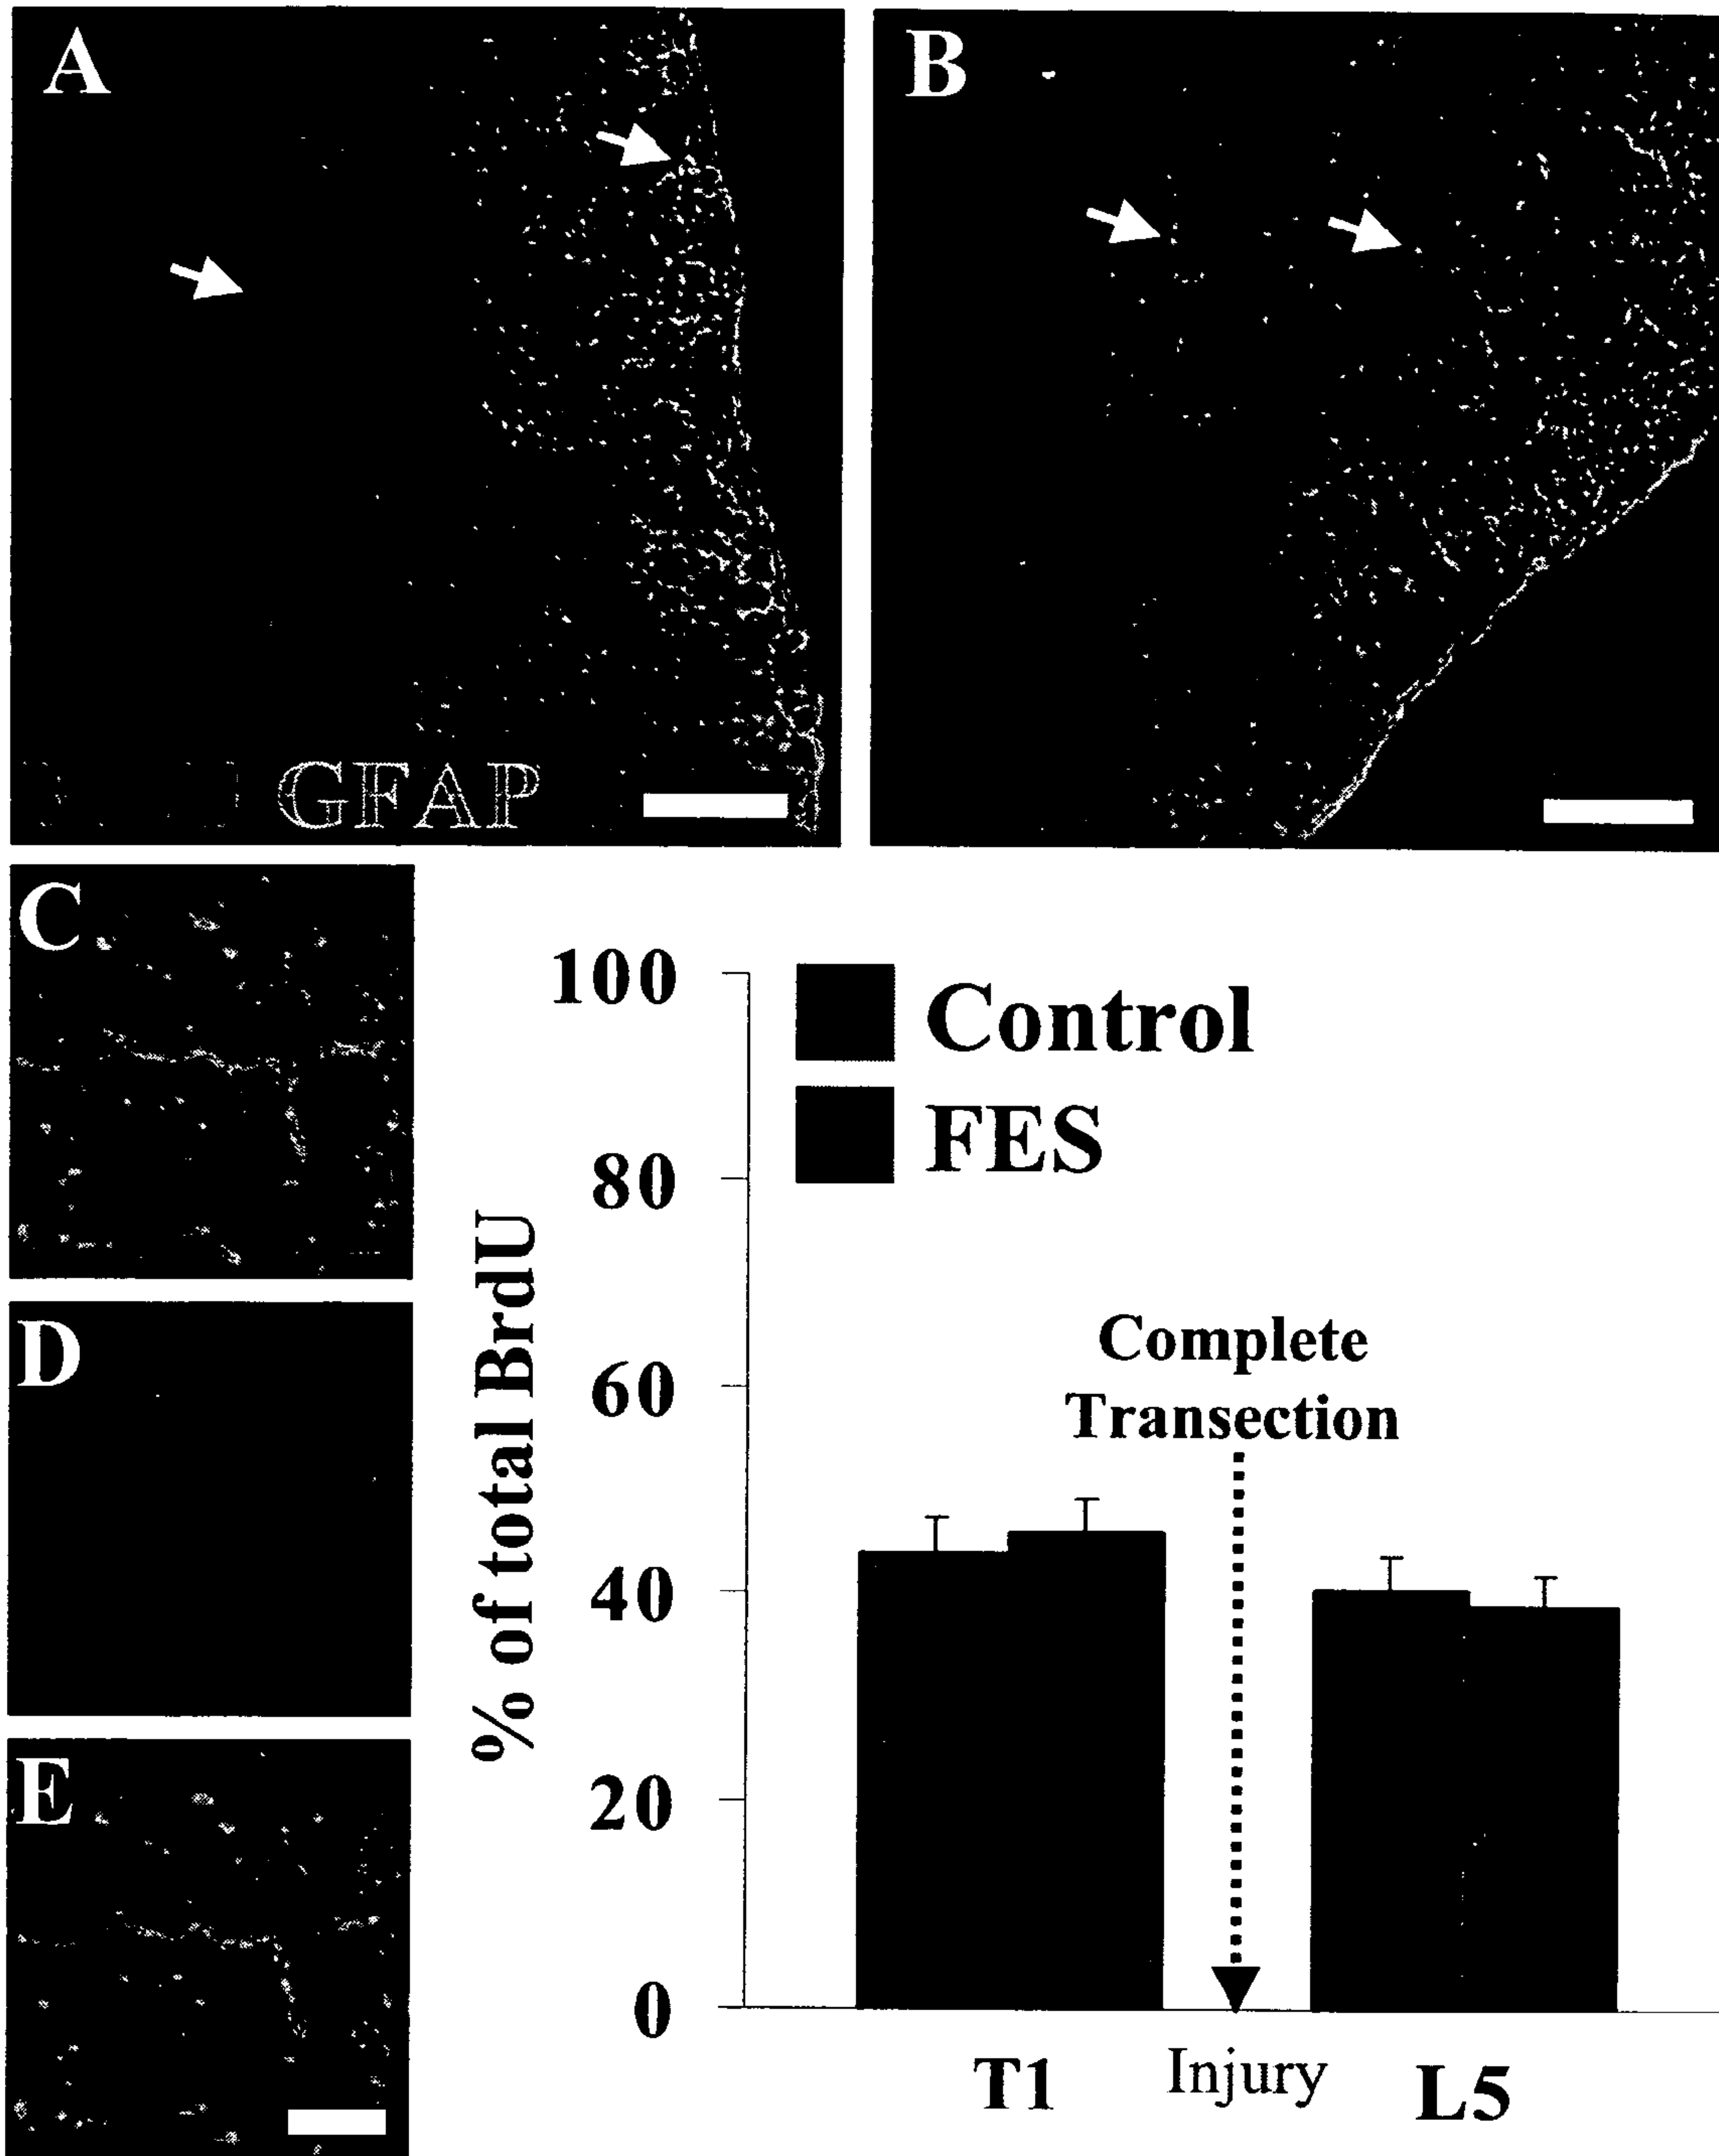 A
B
GFAP
C
D
E
100
80
60
40
20
0
% of total BrdU
Control
FES
Complete
Transection
T1
Injury
L5